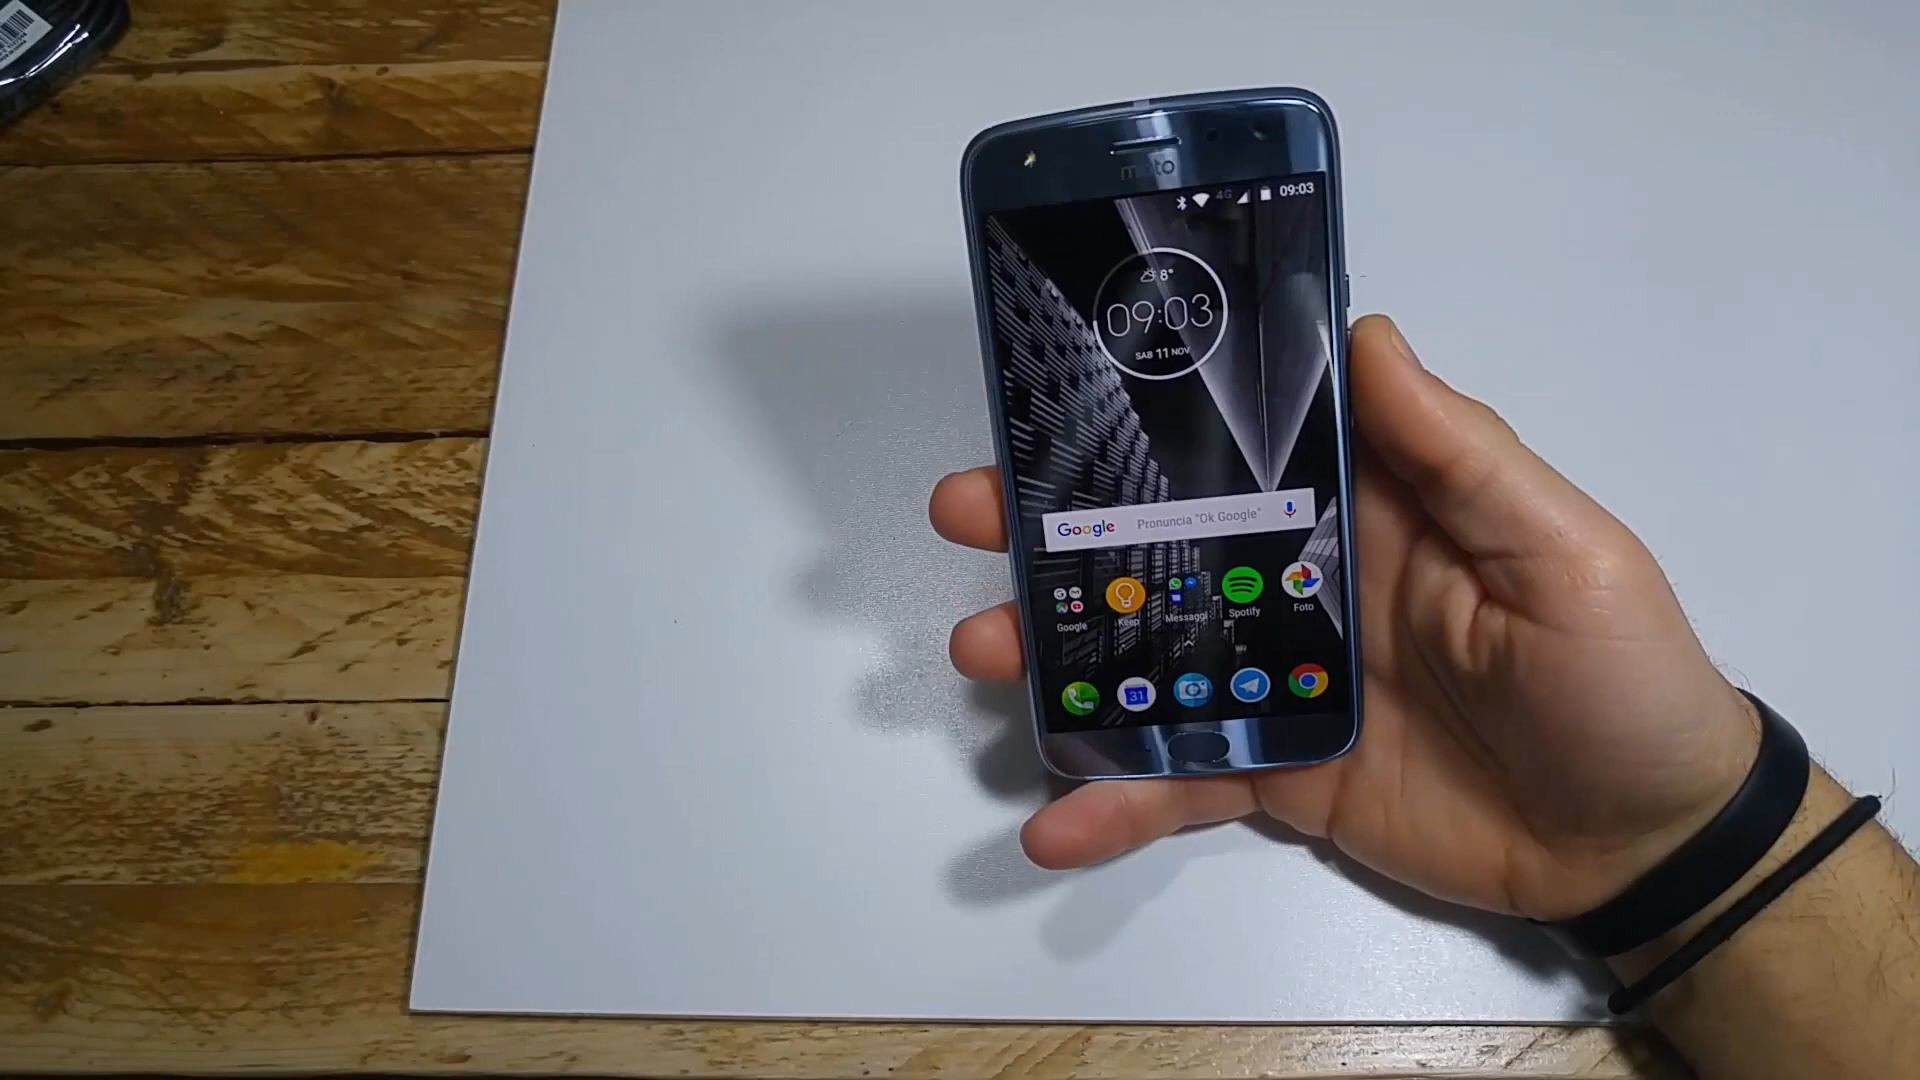 moto
4G 09:03
8°
09:03
SAB 11 NOV
Google Pronuncia "Ok Google"
Google Keep Messaggi Spotify Foto
31